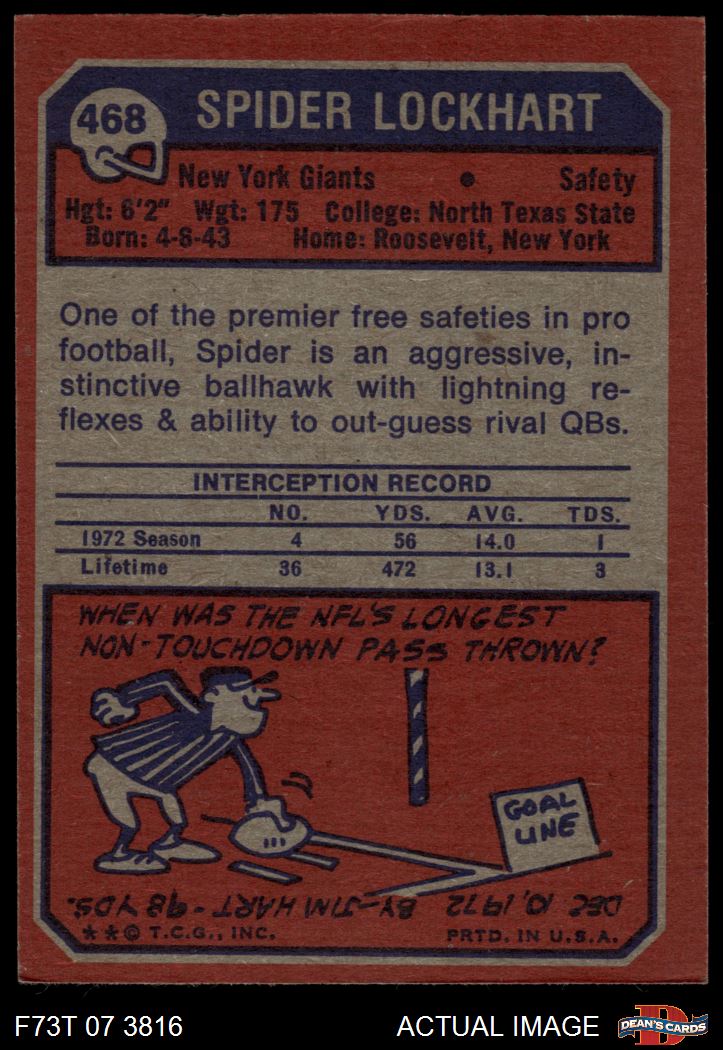 468
SPIDER LOCKHART
New York Giants • Safety
Hgt: 6'2" Wgt: 175 College: North Texas State
Born: 4-8-43 Home: Roosevelt, New York
One of the premier free safeties in pro
football, Spider is an aggressive, in-
stinctive ballhawk with lightning re-
flexes & ability to out-guess rival QBs.
INTERCEPTION RECORD
NO. YDS. AVG. TDS.
1972 Season 4 56 14.0 1
Lifetime 36 472 13.1 3
WHEN WAS THE NFL'S LONGEST
NON-TOUCHDOWN PASS THROWN?
GOAL
LINE
DEC 10, 1972 BY-JIM HART-98 YDS.
**© T.C.G., INC. PRTD. IN U.S.A.
F73T 07 3816 ACTUAL IMAGE
D
DEAN'S CARDS